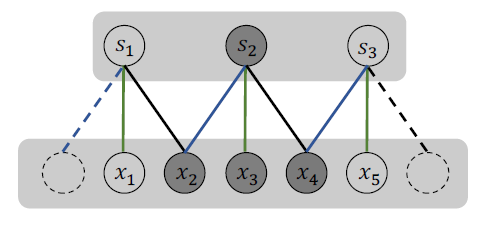 s₁ s₂ s₃
x₁ x₂ x₃ x₄ x₅